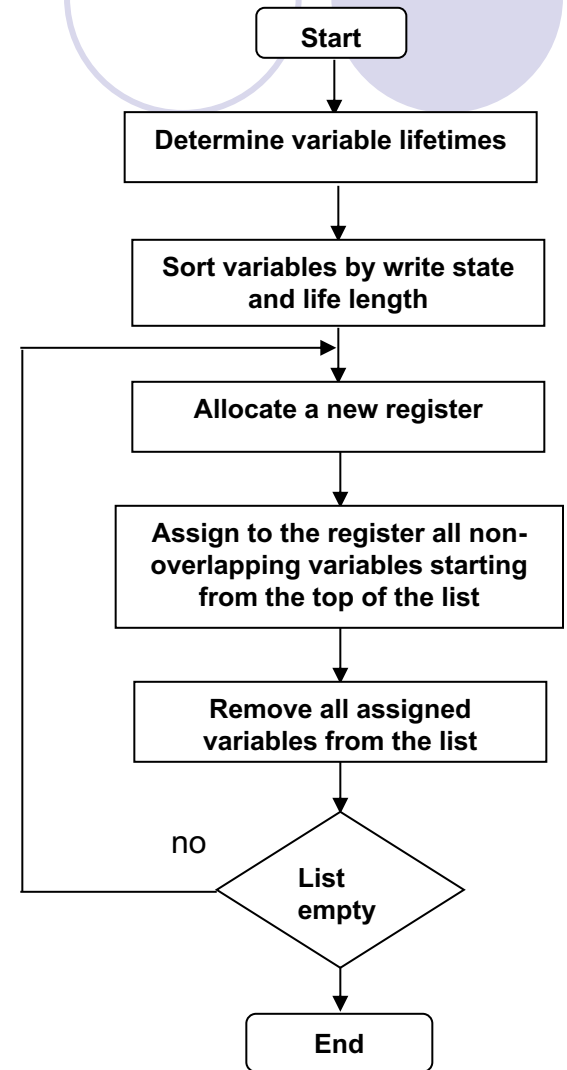 Start
Determine variable lifetimes
Sort variables by write state
and life length
Allocate a new register
Assign to the register all non-
overlapping variables starting
from the top of the list
Remove all assigned
variables from the list
no
List
empty
End